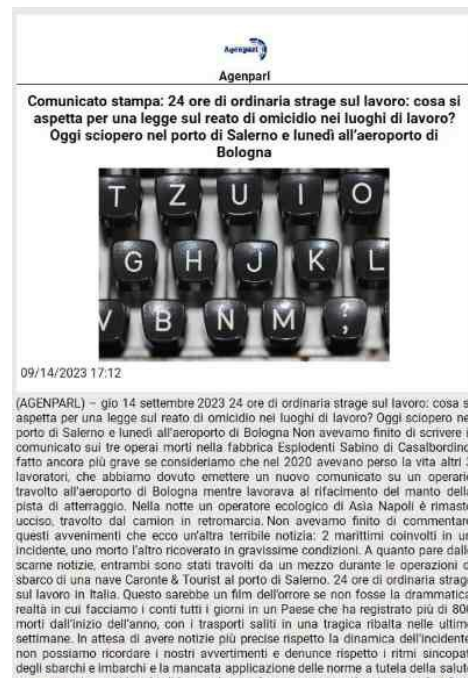 Agenparl
Agenparl
Comunicato stampa: 24 ore di ordinaria strage sul lavoro: cosa si
aspetta per una legge sul reato di omicidio nei luoghi di lavoro?
Oggi sciopero nel porto di Salerno e lunedì all'aeroporto di
Bologna
T Z U I O
G H J K L
V B N M ; ?
09/14/2023 17:12
(AGENPARL) – gio 14 settembre 2023 24 ore di ordinaria strage sul lavoro: cosa s
aspetta per una legge sul reato di omicidio nei luoghi di lavoro? Oggi sciopero ne
porto di Salerno e lunedì all'aeroporto di Bologna Non avevamo finito di scrivere i
comunicato sui tre operai morti nella fabbrica Esplodenti Sabino di Casalbordino
fatto ancora più grave se consideriamo che nel 2020 avevano perso la vita altri
lavoratori, che abbiamo dovuto emettere un nuovo comunicato su un operaio
travolto all'aeroporto di Bologna mentre lavorava al rifacimento del manto della
pista di atterraggio. Nella notte un operatore ecologico di Asia Napoli è rimasto
ucciso, travolto dal camion in retromarcia. Non avevamo finito di commentare
questi avvenimenti che ecco un'altra terribile notizia: 2 marittimi coinvolti in un
incidente, uno morto l'altro ricoverato in gravissime condizioni. A quanto pare dalle
scarne notizie, entrambi sono stati travolti da un mezzo durante le operazioni d
sbarco di una nave Caronte & Tourist al porto di Salerno. 24 ore di ordinaria strage
sul lavoro in Italia. Questo sarebbe un film dell'orrore se non fosse la drammatica
realtà in cui facciamo i conti tutti i giorni in un Paese che ha registrato più di 800
morti dall'inizio dell'anno, con i trasporti saliti in una tragica ribalta nelle ultime
settimane. In attesa di avere notizie più precise rispetto la dinamica dell'incidente
non possiamo ricordare i nostri avvertimenti e denunce rispetto i ritmi sincopat
degli sbarchi e imbarchi e la mancata applicazione delle norme a tutela della salute